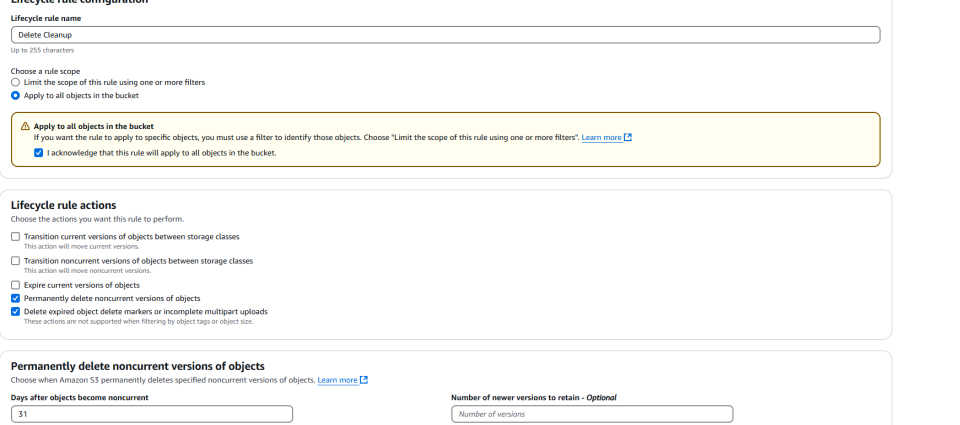 Lifecycle rule configuration
Lifecycle rule name
Delete Cleanup
Up to 255 characters
Choose a rule scope
Limit the scope of this rule using one or more filters
Apply to all objects in the bucket
Apply to all objects in the bucket
If you want the rule to apply to specific objects, you must use a filter to identify those objects. Choose "Limit the scope of this rule using one or more filters". Learn more
I acknowledge that this rule will apply to all objects in the bucket.
Lifecycle rule actions
Choose the actions you want this rule to perform.
Transition current versions of objects between storage classes
This action will move current versions.
Transition noncurrent versions of objects between storage classes
This action will move noncurrent versions.
Expire current versions of objects
Permanently delete noncurrent versions of objects
Delete expired object delete markers or incomplete multipart uploads
These actions are not supported when filtering by object tags or object size.
Permanently delete noncurrent versions of objects
Choose when Amazon S3 permanently deletes specified noncurrent versions of objects. Learn more
Days after objects become noncurrent
31
Number of newer versions to retain - Optional
Number of versions